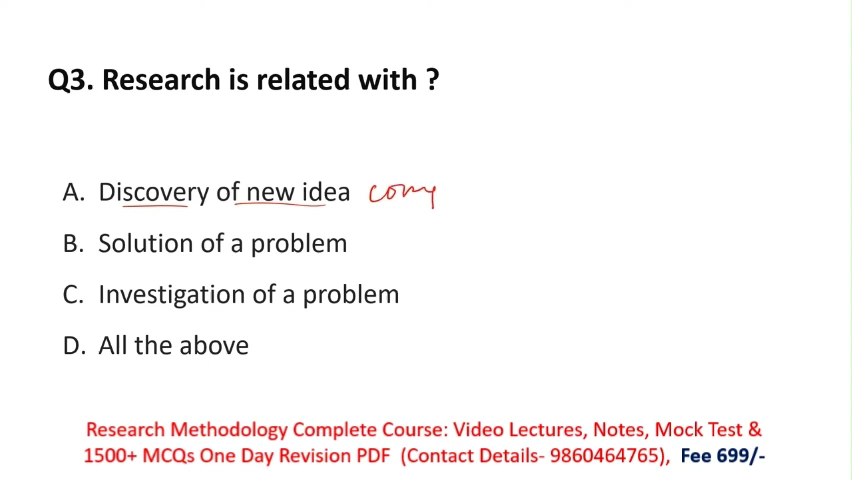 Q3. Research is related with ?
A. Discovery of new idea
B. Solution of a problem
C. Investigation of a problem
D. All the above
Research Methodology Complete Course: Video Lectures, Notes, Mock Test &
1500+ MCQs One Day Revision PDF (Contact Details- 9860464765), Fee 699/-